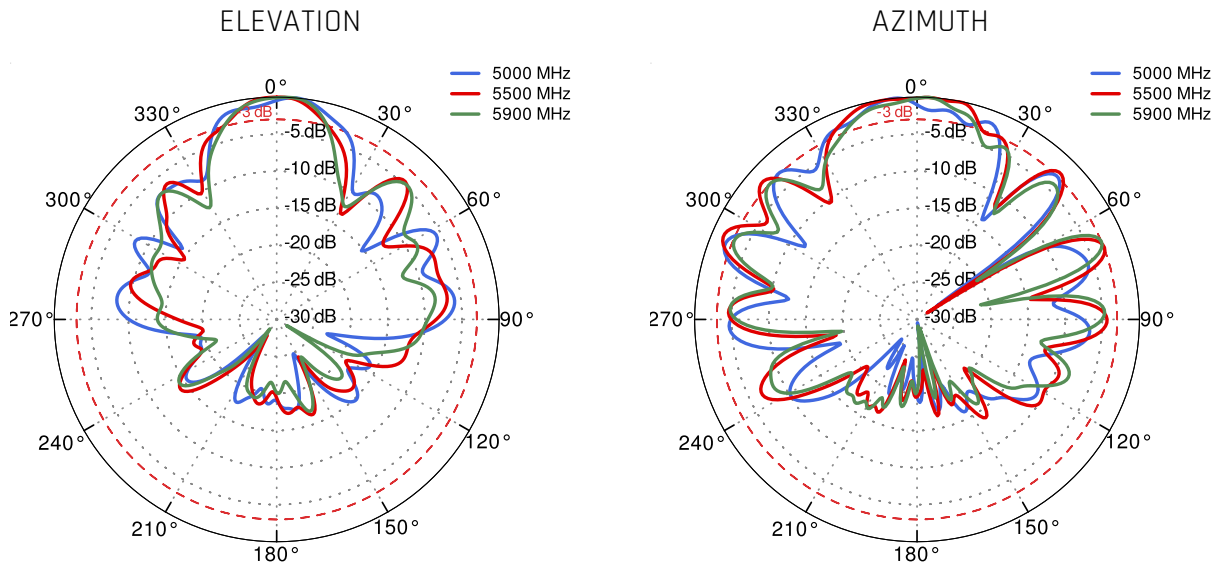 ELEVATION
5000 MHz
5500 MHz
5900 MHz
0°
330°
30°
-3 dB
-5 dB
-10 dB
300°
60°
-15 dB
-20 dB
-25 dB
270°
-30 dB
90°
240°
120°
210°
150°
180°
AZIMUTH
5000 MHz
5500 MHz
5900 MHz
0°
330°
30°
-3 dB
-5 dB
-10 dB
300°
60°
-15 dB
-20 dB
-25 dB
270°
-30 dB
90°
240°
120°
210°
150°
180°